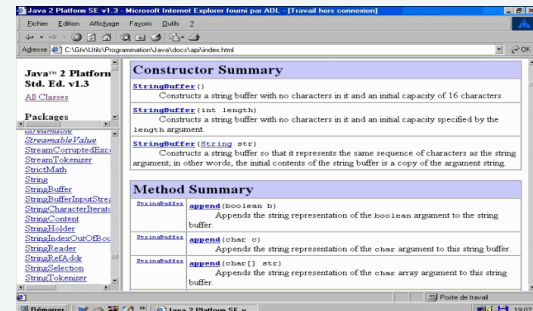 Java 2 Platform SE v1.3 - Microsoft Internet Explorer fourni par AOL - [Travail hors connexion]
Fichier Edition Affichage Favoris Outils ?
Adresse C:\Gfx\Utils\Programmation\Java\docs\api\index.html OK
Java™ 2 Platform
Std. Ed. v1.3
All Classes
Packages
Streamable
StreamableValue
StreamCorruptedExce
StreamTokenizer
StrictMath
String
StringBuffer
StringBufferInputStrea
StringCharacterIterato
StringContent
StringHolder
StringIndexOutOfBou
StringReader
StringRefAddr
StringSelection
StringTokenizer
Constructor Summary
StringBuffer()
Constructs a string buffer with no characters in it and an initial capacity of 16 characters.
StringBuffer(int length)
Constructs a string buffer with no characters in it and an initial capacity specified by the
length argument.
StringBuffer(String str)
Constructs a string buffer so that it represents the same sequence of characters as the string
argument; in other words, the initial contents of the string buffer is a copy of the argument string.
Method Summary
StringBuffer append(boolean b)
Appends the string representation of the boolean argument to the string
buffer.
StringBuffer append(char c)
Appends the string representation of the char argument to this string buffer.
StringBuffer append(char[] str)
Appends the string representation of the char array argument to this string
buffer.
Poste de travail
Démarrer Java 2 Platform SE v... 19:07